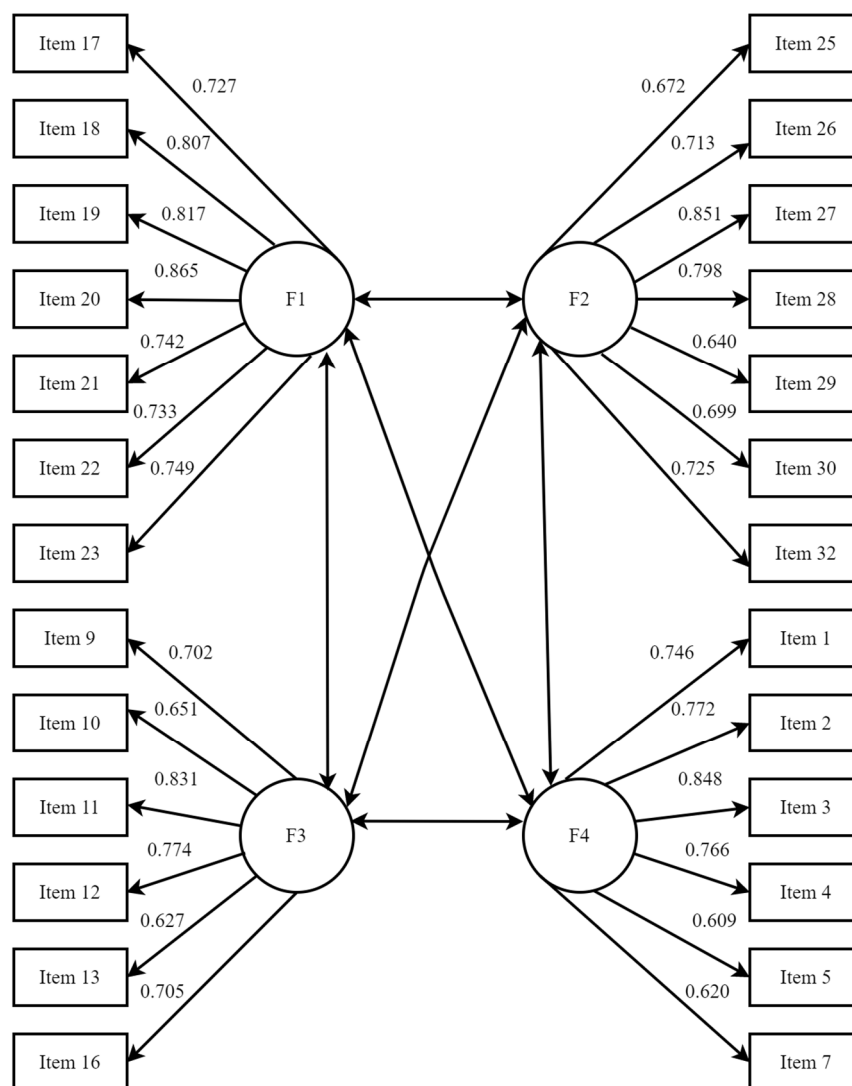 Item 17
0.727
Item 18
0.807
Item 19
0.817
Item 20
0.865
Item 21
0.742
Item 22
0.733
Item 23
0.749
F1
Item 25
0.672
Item 26
0.713
Item 27
0.851
Item 28
0.798
Item 29
0.640
Item 30
0.699
Item 32
0.725
F2
Item 9
0.702
Item 10
0.651
Item 11
0.831
Item 12
0.774
Item 13
0.627
Item 16
0.705
F3
Item 1
0.746
Item 2
0.772
Item 3
0.848
Item 4
0.766
Item 5
0.609
Item 7
0.620
F4